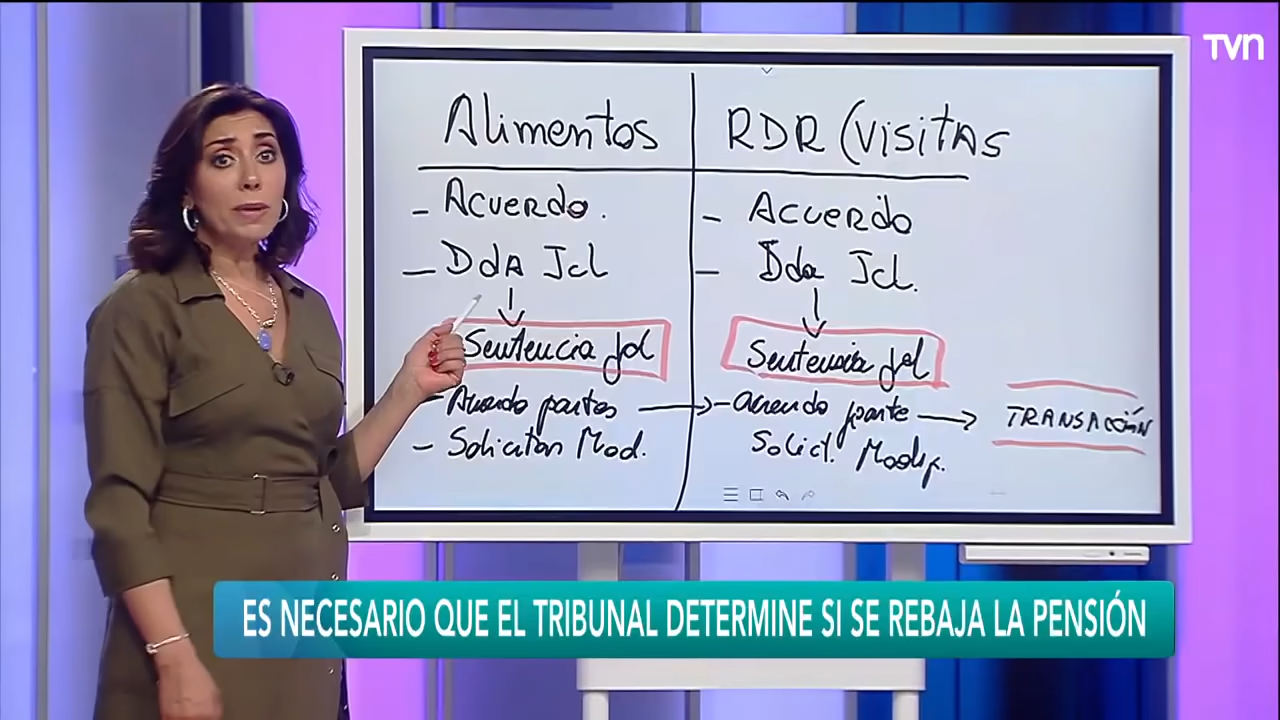 TVN
Alimentos
- Acuerdo.
- Dda Jcl
Sentencia Jdl
- Acuerdo partes
- Solicitan Mod.
RDR (VISITAS
- Acuerdo
- Dda Jcl.
Sentencia Jdl
- Acuerdo parte
Solicit. Modif.
TRANSACCIÓN
ES NECESARIO QUE EL TRIBUNAL DETERMINE SI SE REBAJA LA PENSIÓN